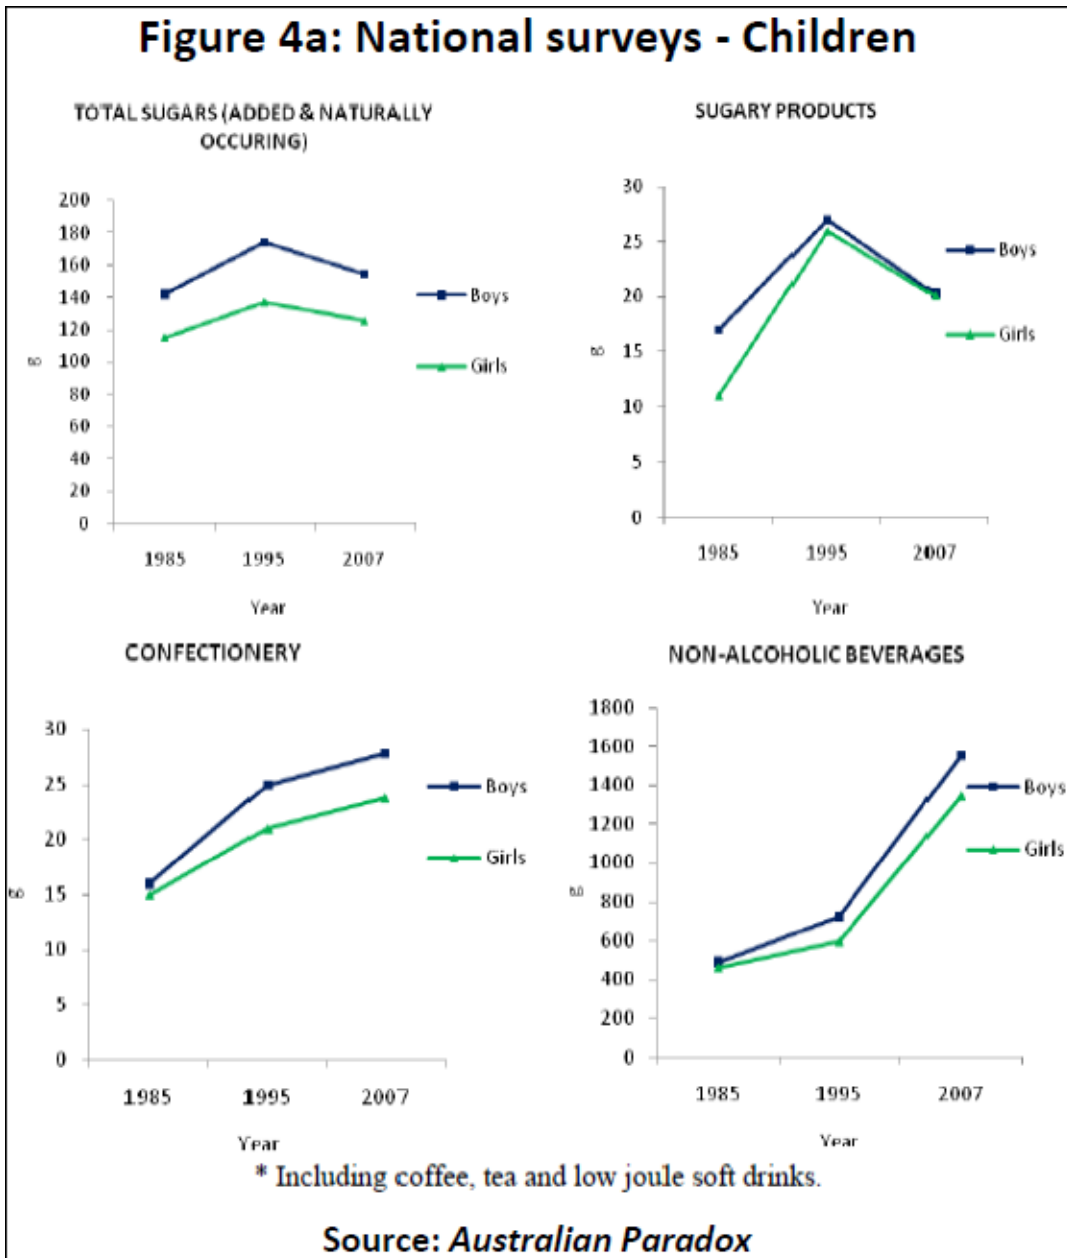 Figure 4a: National surveys - Children
TOTAL SUGARS (ADDED & NATURALLY
OCCURING)
200
180
160
140
120
100
80
60
40
20
0
g
1985 1995 2007
Year
Boys
Girls
SUGARY PRODUCTS
30
25
20
15
10
5
0
g
1985 1995 2007
Year
Boys
Girls
CONFECTIONERY
30
25
20
15
10
5
0
g
1985 1995 2007
Year
Boys
Girls
NON-ALCOHOLIC BEVERAGES
1800
1600
1400
1200
1000
800
600
400
200
0
g
1985 1995 2007
Year
Boys
Girls
* Including coffee, tea and low joule soft drinks.
Source: Australian Paradox